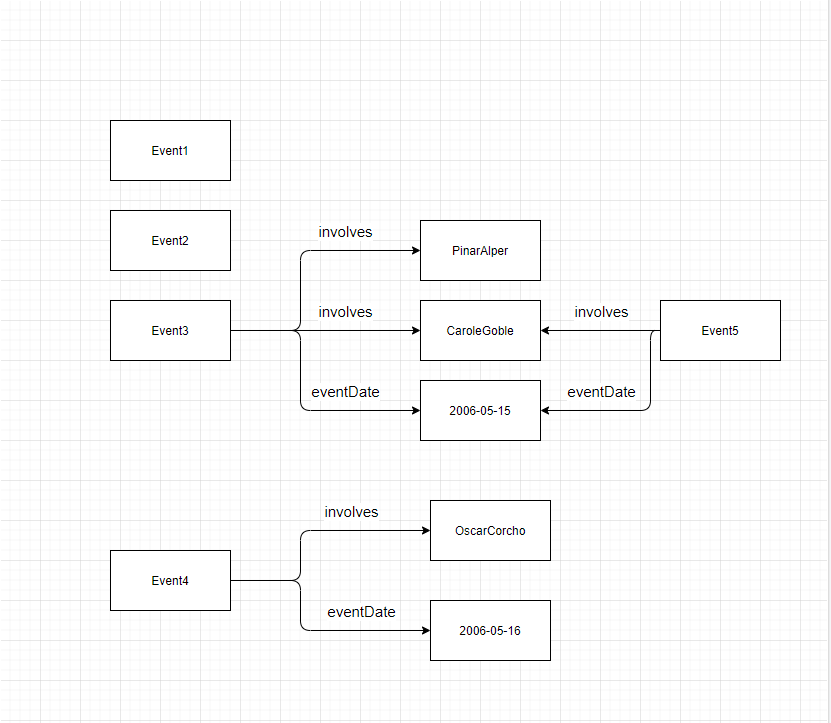 Event1
Event2
involves
PinarAlper
Event3
involves
CaroleGoble
involves
Event5
eventDate
2006-05-15
eventDate
involves
OscarCorcho
Event4
eventDate
2006-05-16